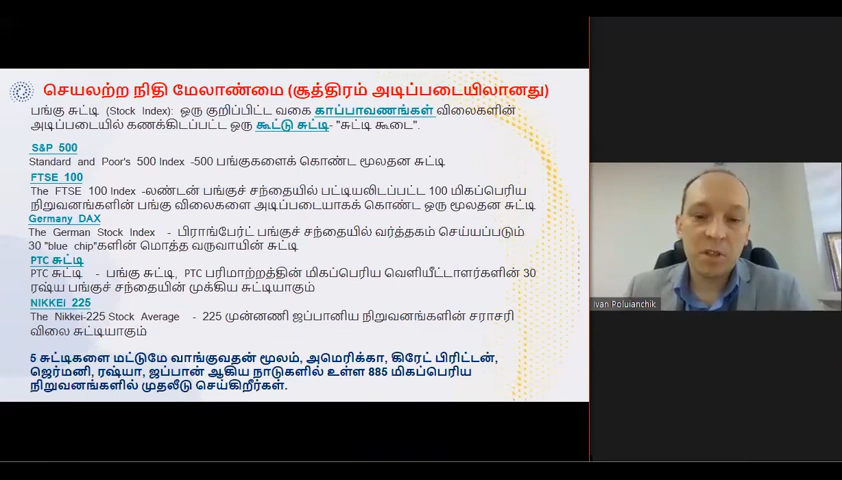 செயலற்ற நிதி மேலாண்மை (சூத்திரம் அடிப்படையிலானது)
பங்கு சுட்டி (Stock Index): ஒரு குறிப்பிட்ட வகை காப்பாவணங்கள் விலைகளின்
அடிப்படையில் கணக்கிடப்பட்ட ஒரு கூட்டு சுட்டி- "சுட்டி கூடை".
S&P 500
Standard and Poor's 500 Index -500 பங்குகளைக் கொண்ட மூலதன சுட்டி
FTSE 100
The FTSE 100 Index -லண்டன் பங்குச் சந்தையில் பட்டியலிடப்பட்ட 100 மிகப்பெரிய
நிறுவனங்களின் பங்கு விலைகளை அடிப்படையாகக் கொண்ட ஒரு மூலதன சுட்டி
Germany DAX
The German Stock Index - பிராங்பேர்ட் பங்குச் சந்தையில் வர்த்தகம் செய்யப்படும்
30 "blue chip"களின் மொத்த வருவாயின் சுட்டி
PTC சுட்டி
PTC சுட்டி - பங்கு சுட்டி, PTC பரிமாற்றத்தின் மிகப்பெரிய வெளியீட்டாளர்களின் 30
ரஷ்ய பங்குச் சந்தையின் முக்கிய சுட்டியாகும்
NIKKEI 225
The Nikkei-225 Stock Average - 225 முன்னணி ஜப்பானிய நிறுவனங்களின் சராசரி
விலை சுட்டியாகும்
5 சுட்டிகளை மட்டுமே வாங்குவதன் மூலம், அமெரிக்கா, கிரேட் பிரிட்டன்,
ஜெர்மனி, ரஷ்யா, ஜப்பான் ஆகிய நாடுகளில் உள்ள 885 மிகப்பெரிய
நிறுவனங்களில் முதலீடு செய்கிறீர்கள்.
Ivan Poluianchik